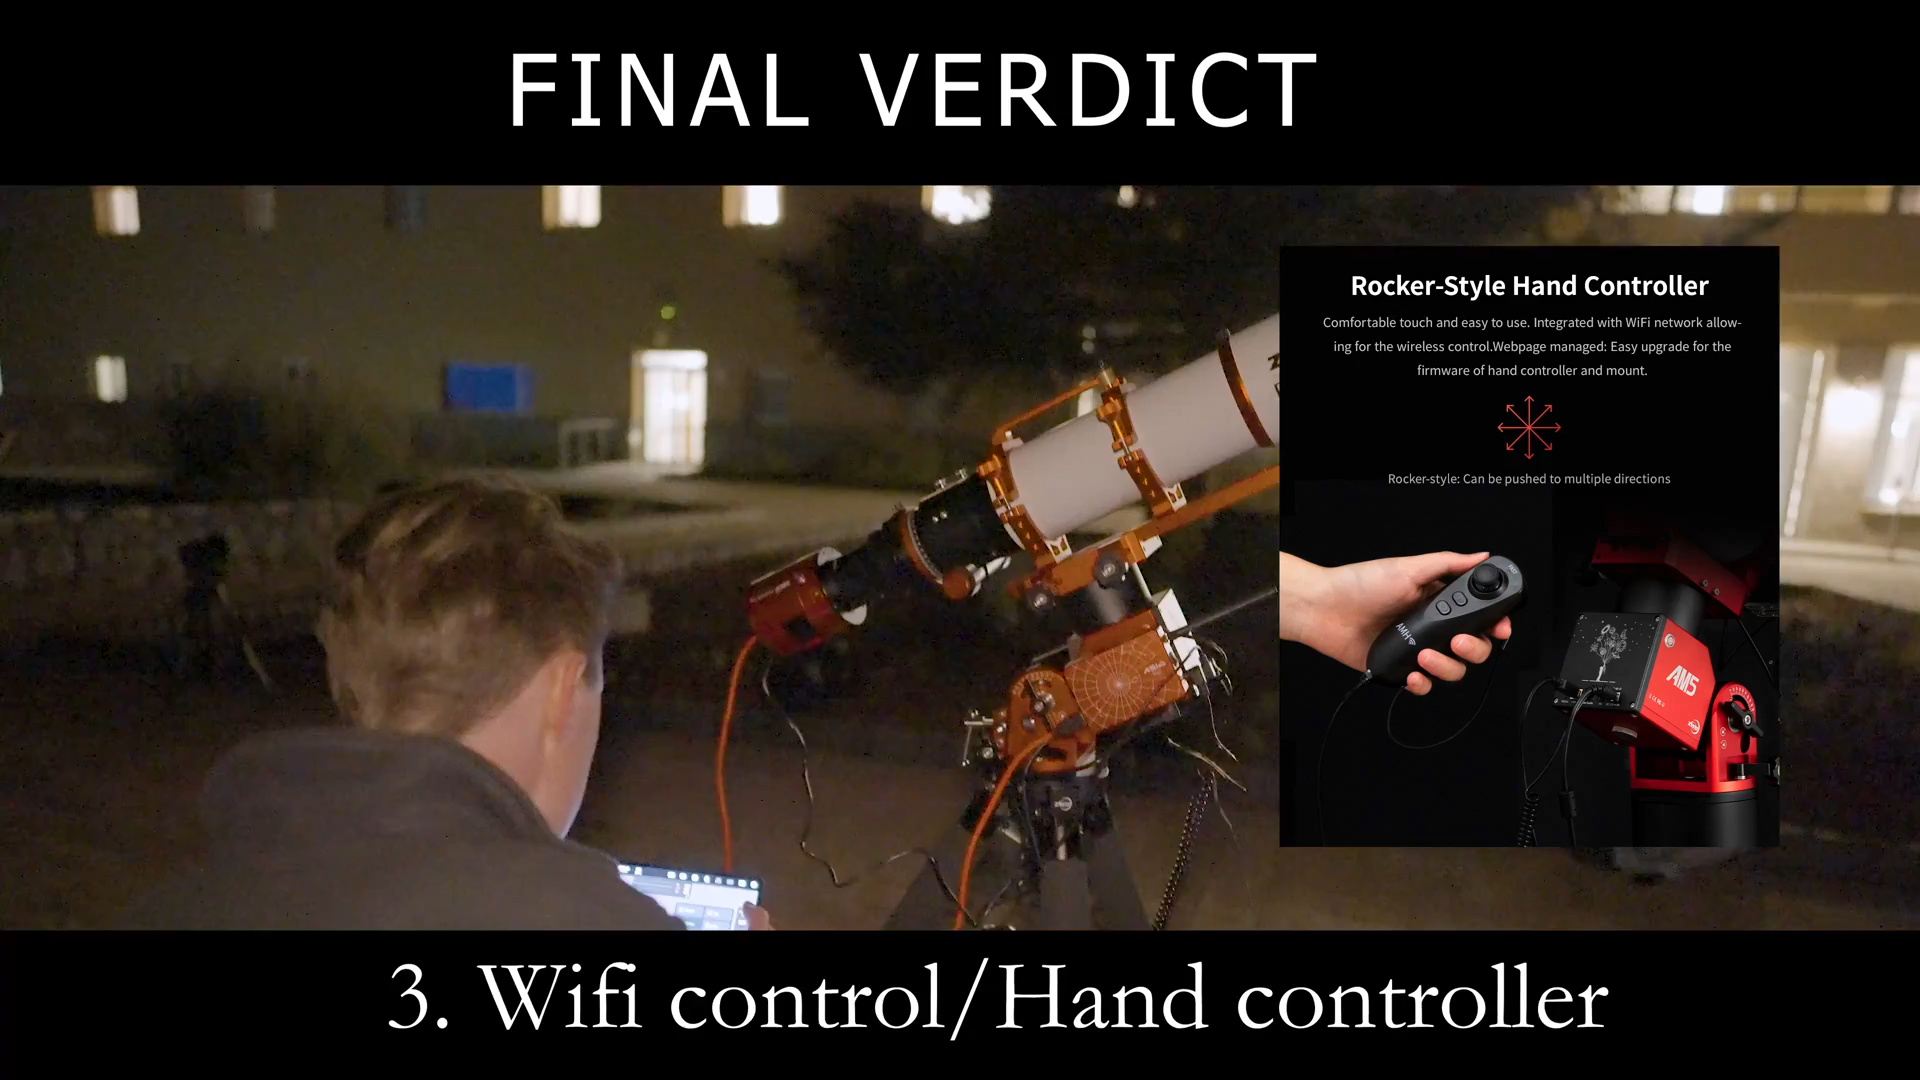 FINAL VERDICT
Rocker-Style Hand Controller
Comfortable touch and easy to use. Integrated with WiFi network allow-
ing for the wireless control.Webpage managed: Easy upgrade for the
firmware of hand controller and mount.
Rocker-style: Can be pushed to multiple directions
AMH
AM5
3. Wifi control/Hand controller